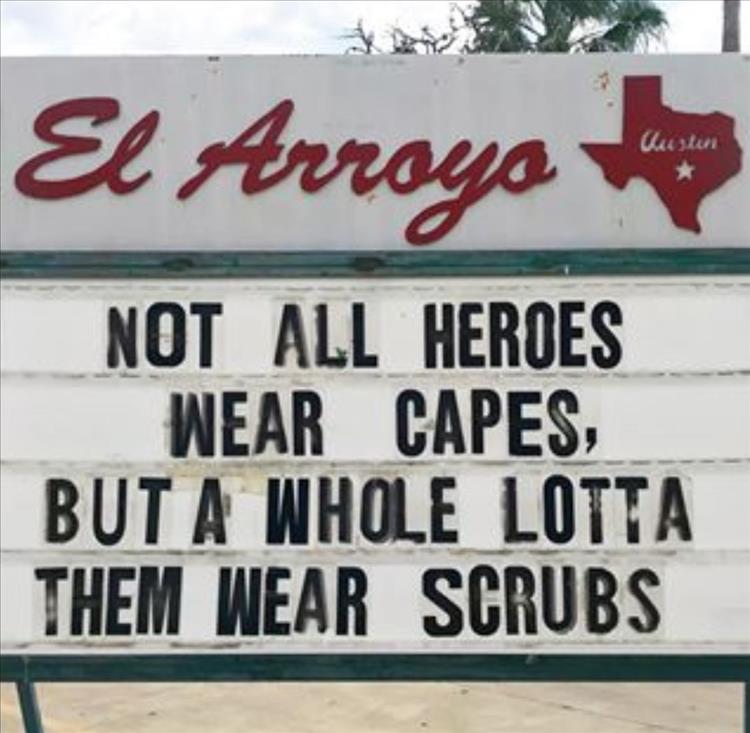 El Arroyo
Austin
NOT ALL HEROES
WEAR CAPES,
BUT A WHOLE LOTTA
THEM WEAR SCRUBS